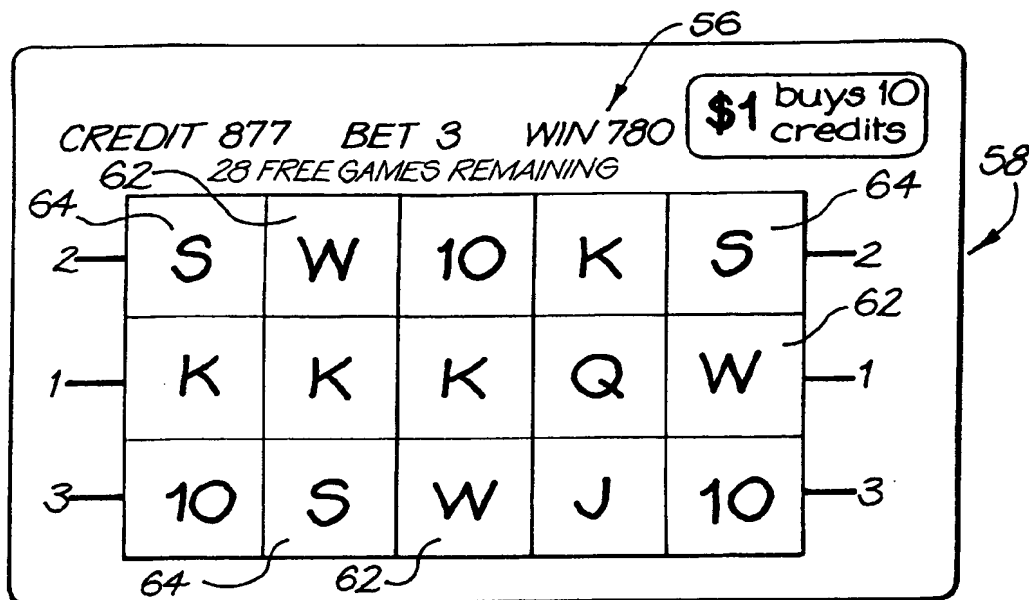 56
$1 buys 10
credits
CREDIT 877 BET 3 WIN 780
28 FREE GAMES REMAINING
62
64
64
58
2 S W 10 K S 2
62
1 K K K Q W 1
3 10 S W J 10 3
64
62